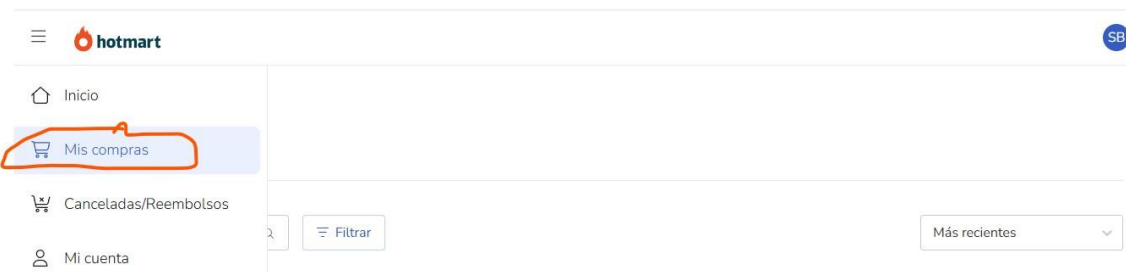 hotmart
SB
Inicio
Mis compras
Canceladas/Reembolsos
Filtrar
Más recientes
Mi cuenta